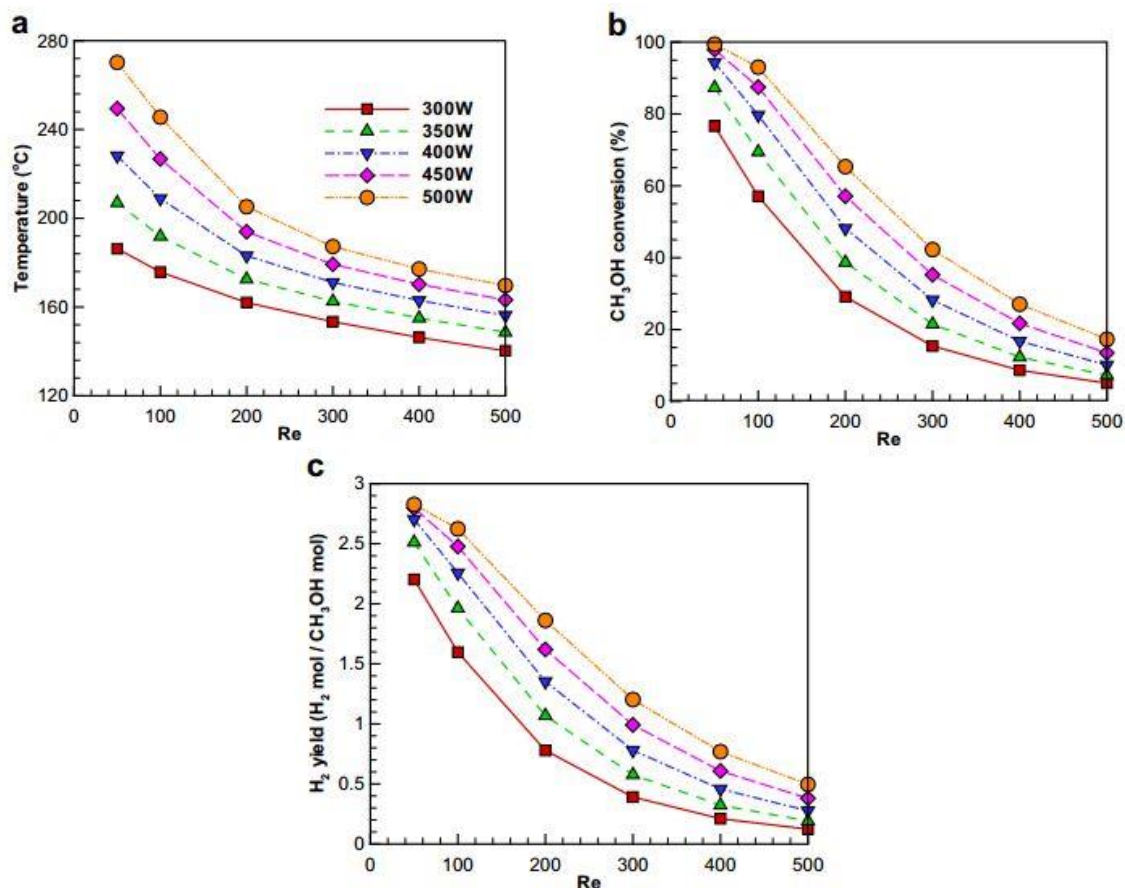 a
280
240
200
160
120
Temperature (°C)
0
100
200
300
400
500
Re
300W
350W
400W
450W
500W
b
100
80
60
40
20
0
CH₃OH conversion (%)
0
100
200
300
400
500
Re
c
3
2.5
2
1.5
1
0.5
0
H₂ yield (H₂ mol / CH₃OH mol)
0
100
200
300
400
500
Re